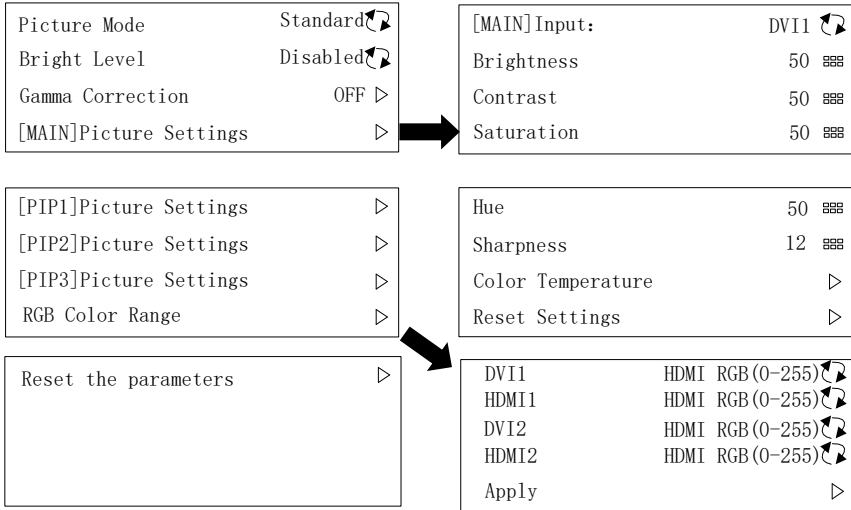 Picture Mode Standard
Bright Level Disabled
Gamma Correction OFF
[MAIN]Picture Settings
[MAIN]Input: DVI1
Brightness 50
Contrast 50
Saturation 50
[PIP1]Picture Settings
[PIP2]Picture Settings
[PIP3]Picture Settings
RGB Color Range
Hue 50
Sharpness 12
Color Temperature
Reset Settings
Reset the parameters
DVI1 HDMI RGB(0-255)
HDMI1 HDMI RGB(0-255)
DVI2 HDMI RGB(0-255)
HDMI2 HDMI RGB(0-255)
Apply